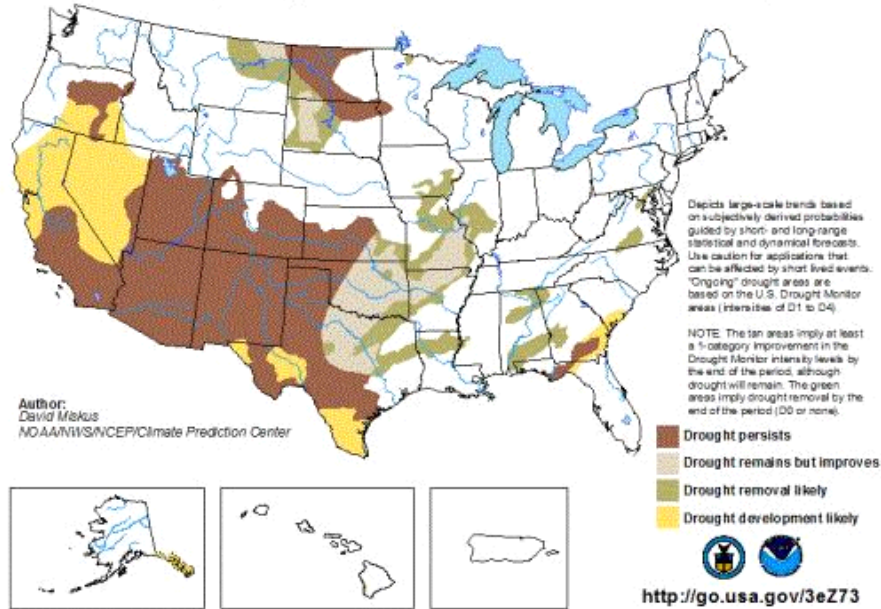 Depicts large-scale trends based
on subjectively derived probabilities
guided by short- and long-range
statistical and dynamical forecasts.
Use caution for applications that
can be affected by short lived events.
"Ongoing" drought areas are
based on the U.S. Drought Monitor
areas (intensities of D1 to D4).
NOTE: The tan areas imply at least
a 1-category improvement in the
Drought Monitor intensity levels by
the end of the period, although
drought will remain. The green
areas imply drought removal by the
end of the period (D0 or none).
Author:
David Miskus
NOAA/NWS/NCEP/Climate Prediction Center
Drought persists
Drought remains but improves
Drought removal likely
Drought development likely
http://go.usa.gov/3eZ73